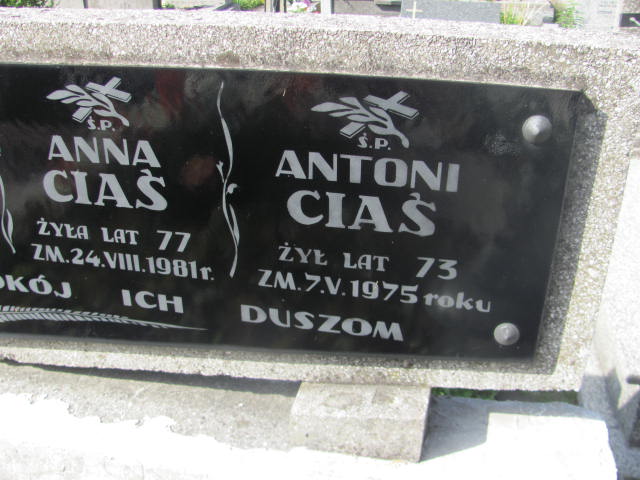 Ś.P.
ANNA
CIAŚ
ŻYŁA LAT 77
ZM. 24.VIII.1981 r.
Ś.P.
ANTONI
CIAŚ
ŻYŁ LAT 73
ZM. 7.V.1975 roku
ICH DUSZOM